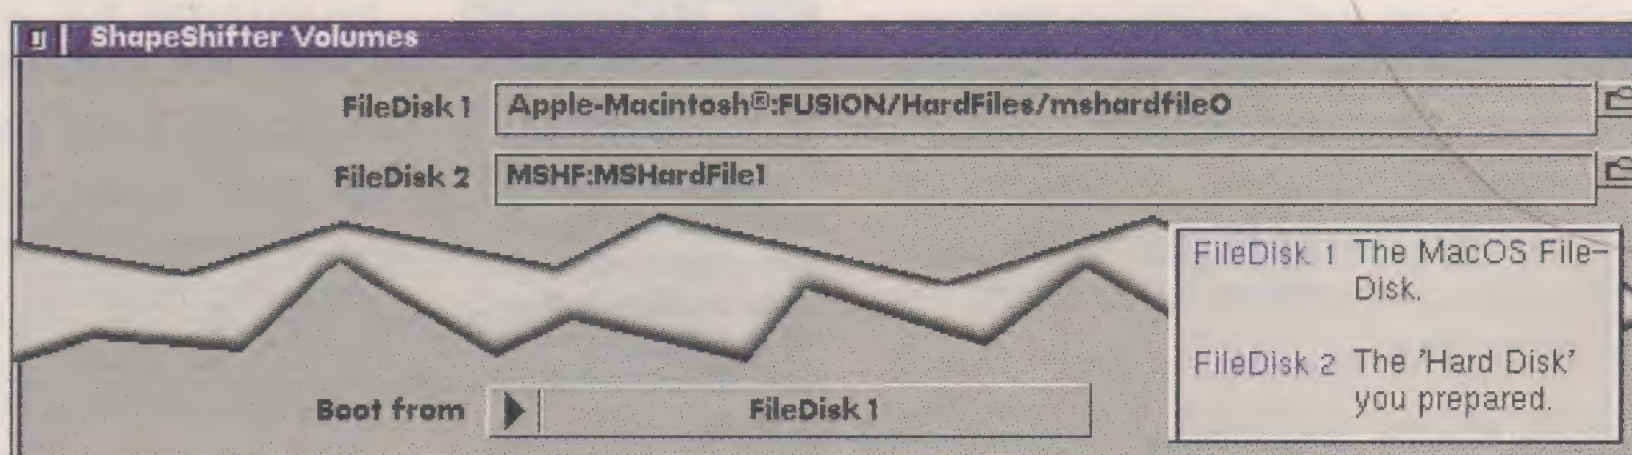 ShapeShifter Volumes
FileDisk 1 Apple-Macintosh®:FUSION/HardFiles/mshardfile0
FileDisk 2 MSHF:MSHardFile1
FileDisk 1 The MacOS File-
Disk.
FileDisk 2 The 'Hard Disk'
you prepared.
Boot from FileDisk 1